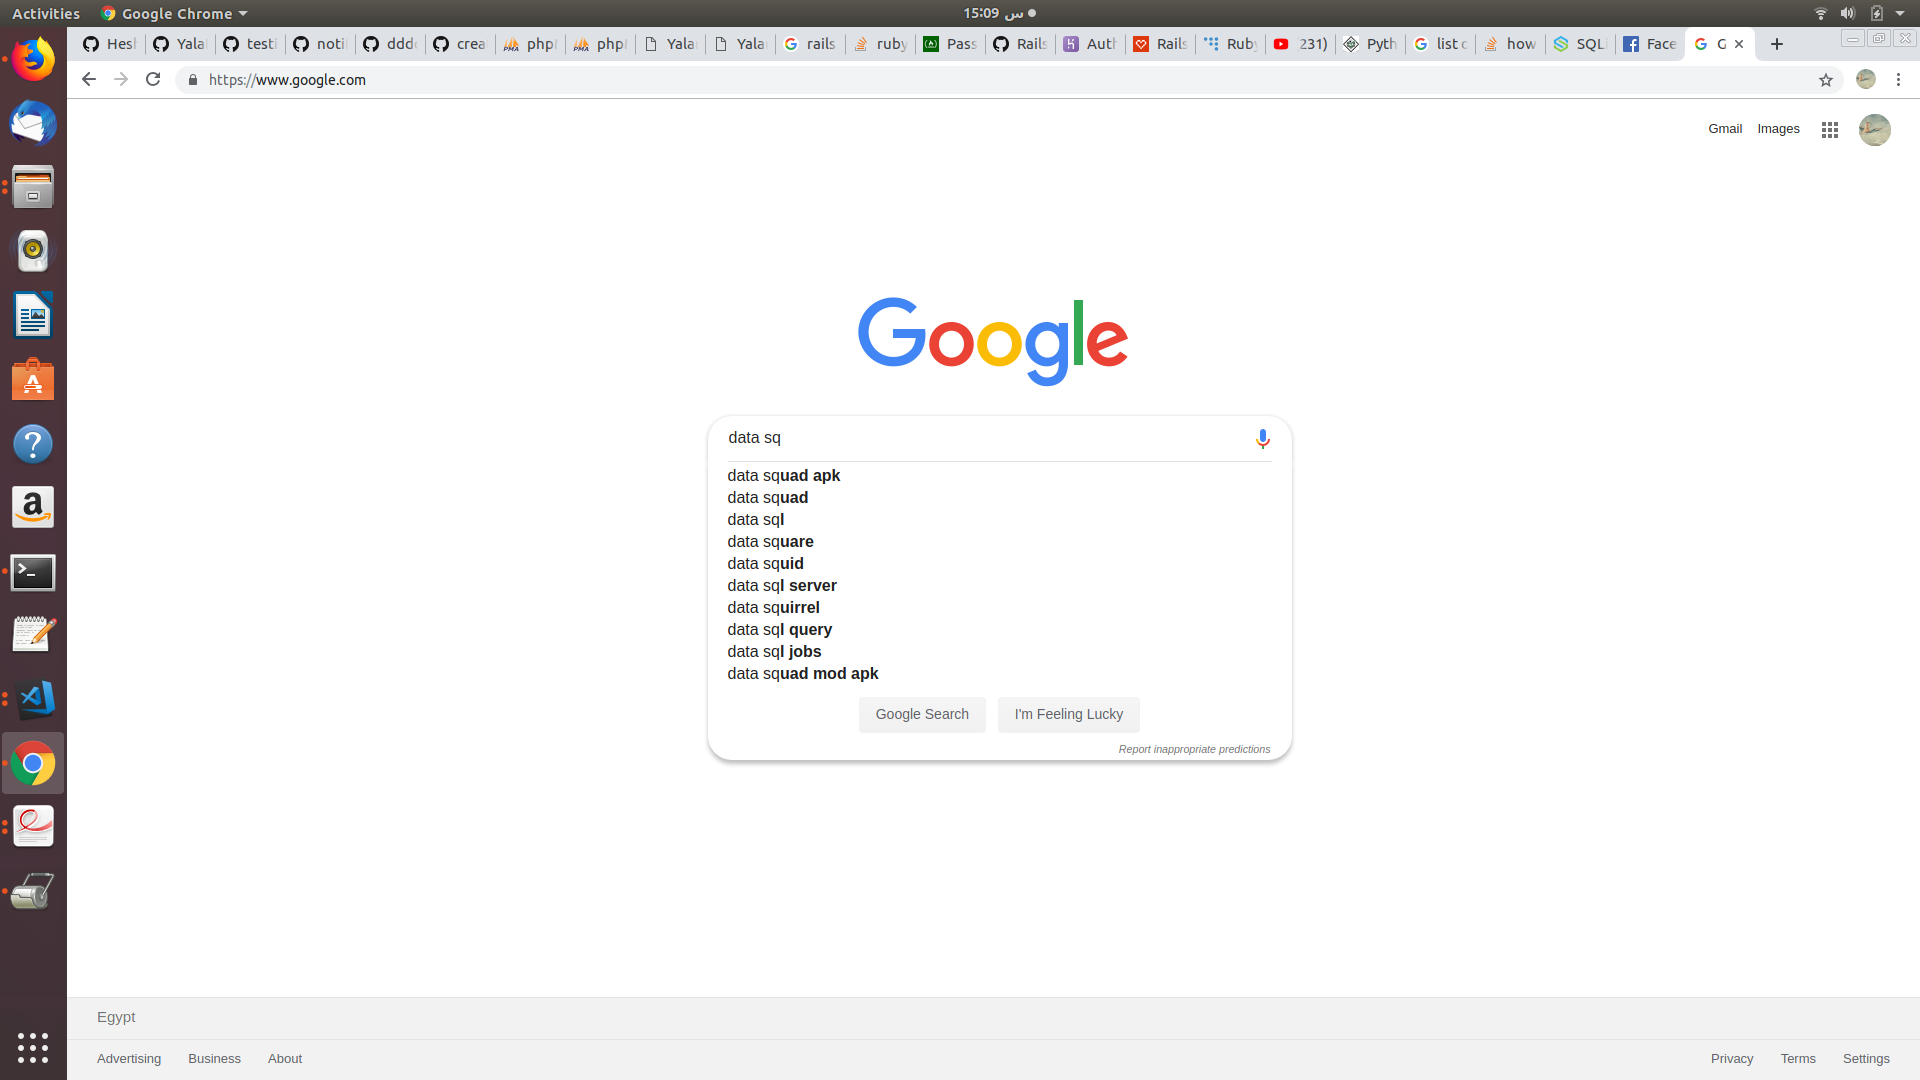 Activities Google Chrome س 15:09
Hesh Yala testi noti ddd crea php php Yala Yala rails ruby Pass Rails Auth Rails Ruby 231) Pyth list c how SQL Face G
https://www.google.com
Gmail Images
Google
data sq
data squad apk
data squad
data sql
data square
data squid
data sql server
data squirrel
data sql query
data sql jobs
data squad mod apk
Google Search I'm Feeling Lucky
Report inappropriate predictions
Egypt
Advertising Business About Privacy Terms Settings